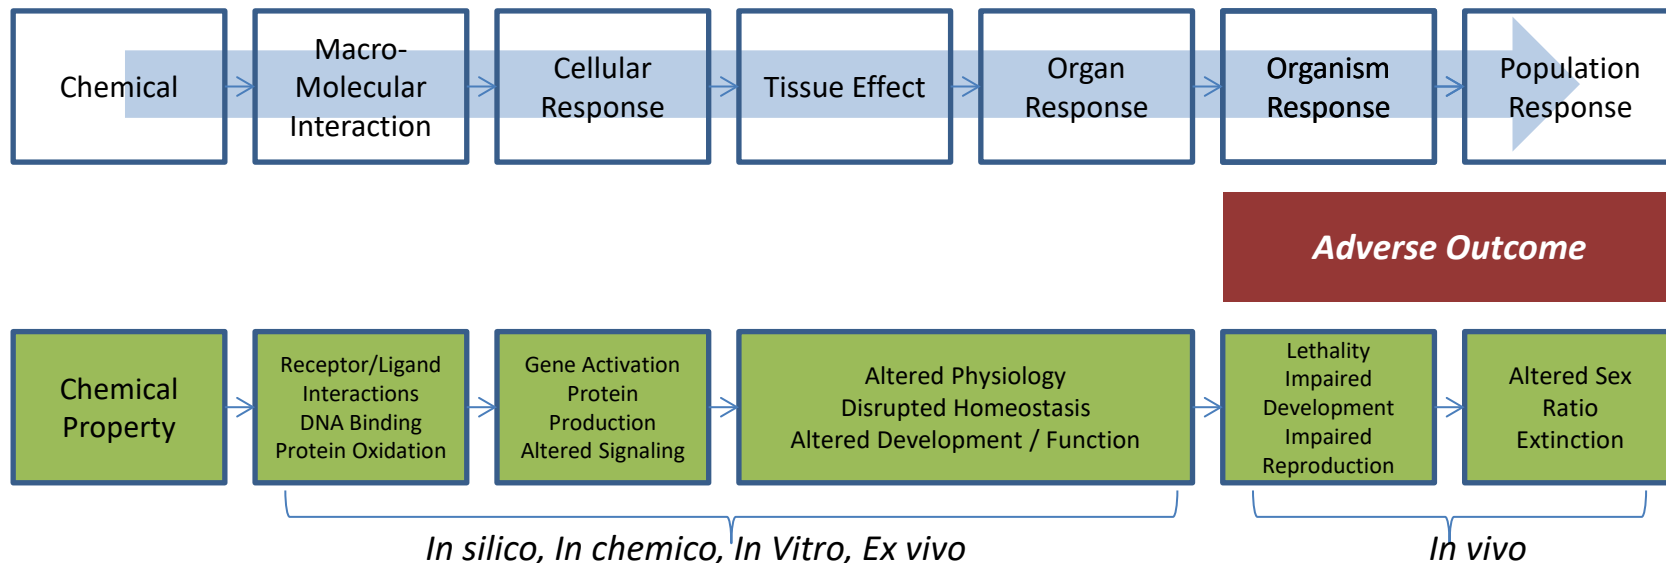 Chemical
Macro-
Molecular
Interaction
Cellular
Response
Tissue Effect
Organ
Response
Organism
Response
Population
Response
Adverse Outcome
Chemical
Property
Receptor/Ligand
Interactions
DNA Binding
Protein Oxidation
Gene Activation
Protein
Production
Altered Signaling
Altered Physiology
Disrupted Homeostasis
Altered Development / Function
Lethality
Impaired
Development
Impaired
Reproduction
Altered Sex
Ratio
Extinction
In silico, In chemico, In Vitro, Ex vivo
In vivo